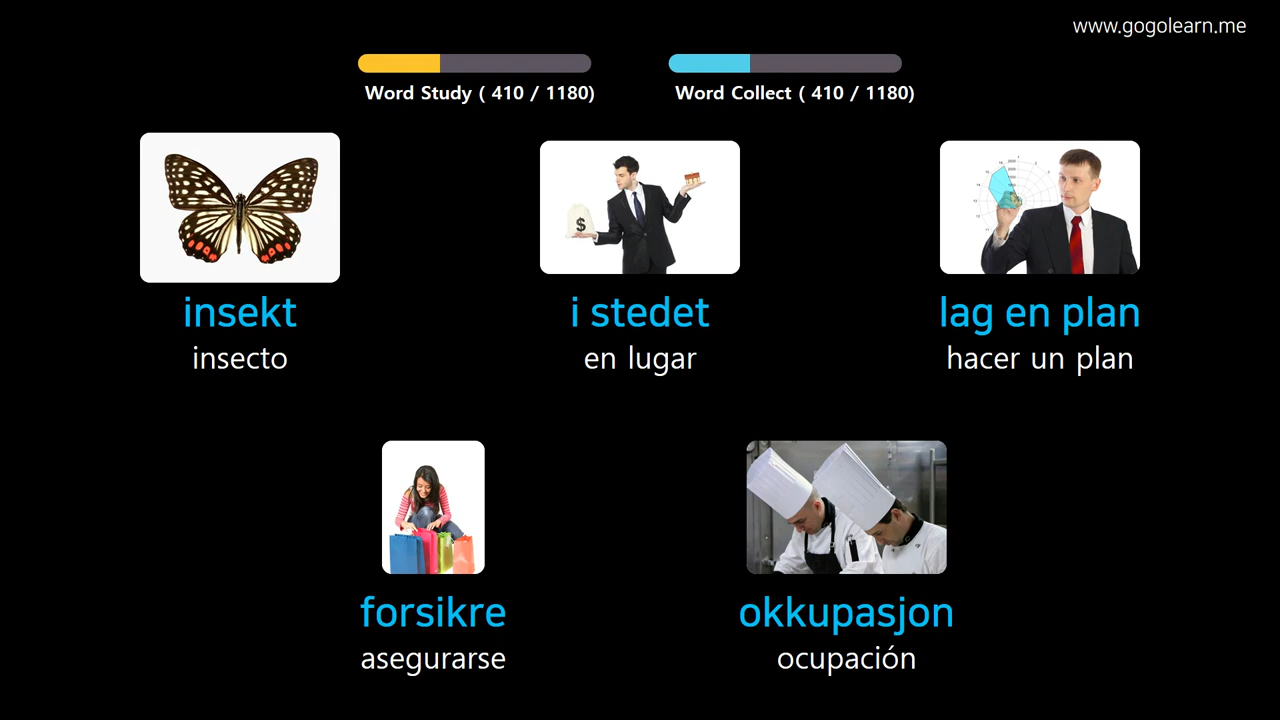 www.gogolearn.me
Word Study ( 410 / 1180)
Word Collect ( 410 / 1180)
$
insekt
insecto
i stedet
en lugar
lag en plan
hacer un plan
forsikre
asegurarse
okkupasjon
ocupación